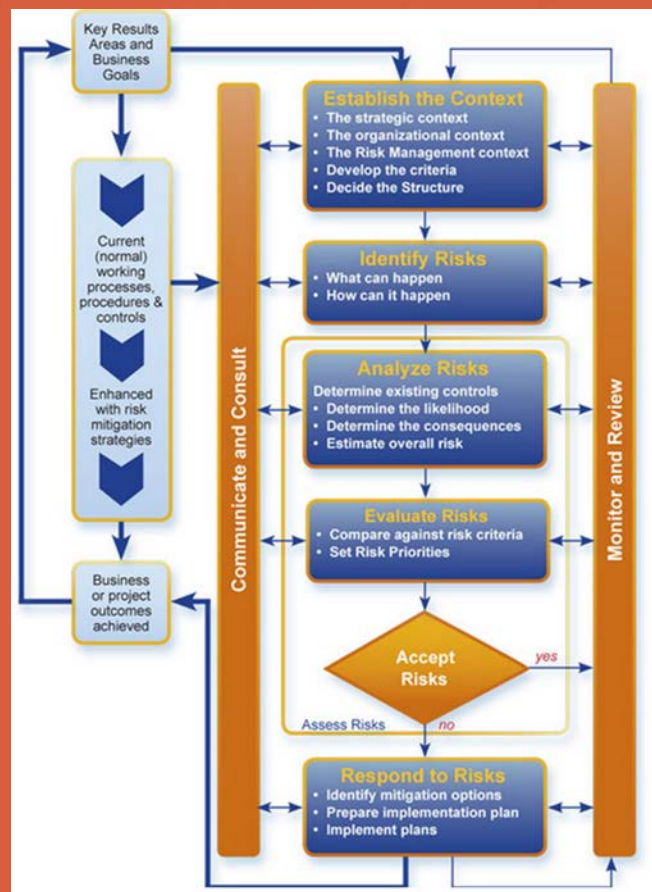 Key Results
Areas and
Business
Goals
Current
(normal)
working
processes,
procedures &
controls
Enhanced
with risk
mitigation
strategies
Business
or project
outcomes
achieved
Communicate and Consult
Establish the Context
• The strategic context
• The organizational context
• The Risk Management context
• Develop the criteria
• Decide the Structure
Identify Risks
• What can happen
• How can it happen
Analyze Risks
Determine existing controls
• Determine the likelihood
• Determine the consequences
• Estimate overall risk
Evaluate Risks
• Compare against risk criteria
• Set Risk Priorities
Accept
Risks
yes
Assess Risks
no
Respond to Risks
• Identify mitigation options
• Prepare implementation plan
• Implement plans
Monitor and Review